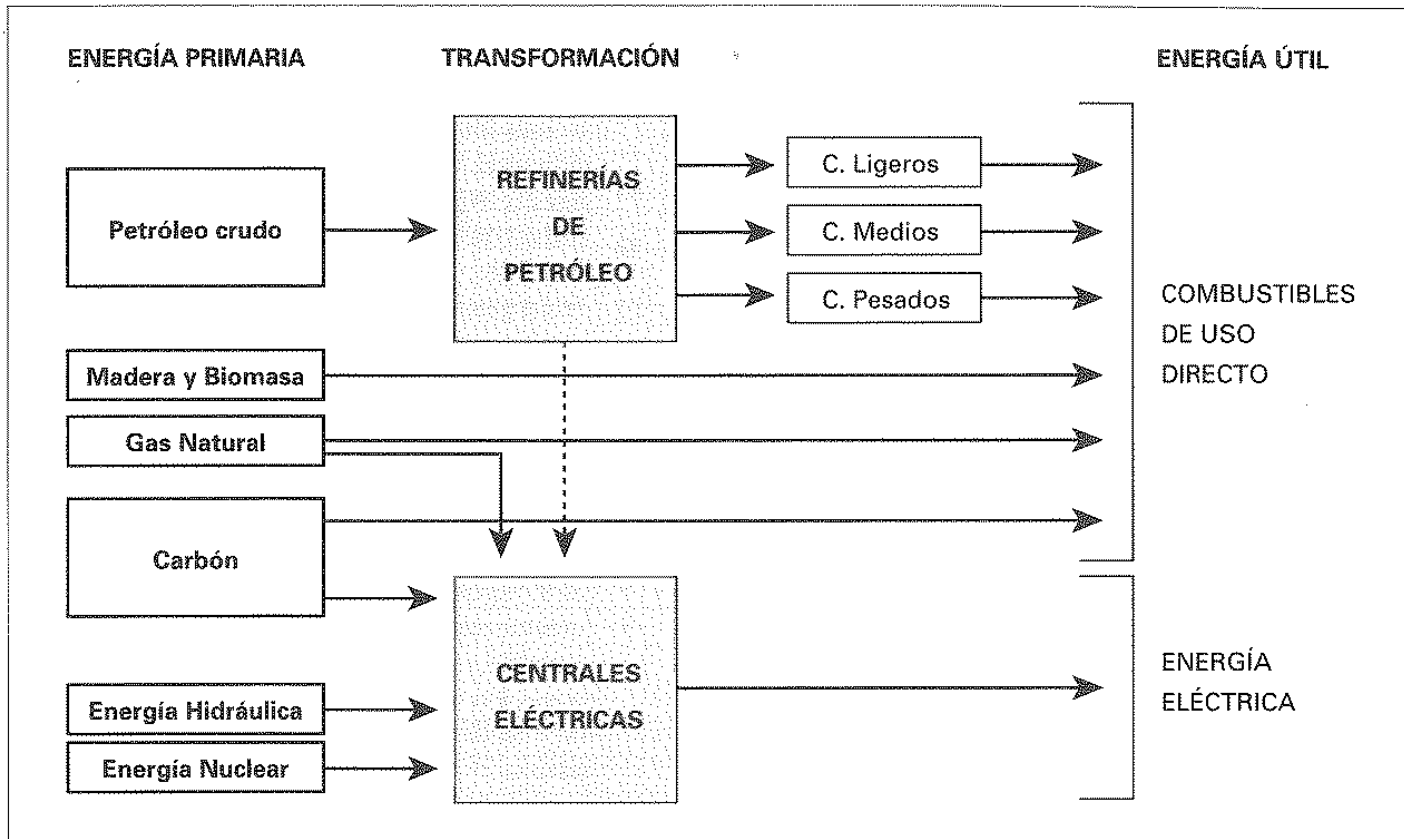 ENERGÍA PRIMARIA
TRANSFORMACIÓN
ENERGÍA ÚTIL
Petróleo crudo
REFINERÍAS
DE
PETRÓLEO
C. Ligeros
C. Medios
C. Pesados
COMBUSTIBLES
DE USO
DIRECTO
Madera y Biomasa
Gas Natural
Carbón
Energía Hidráulica
Energía Nuclear
CENTRALES
ELÉCTRICAS
ENERGÍA
ELÉCTRICA